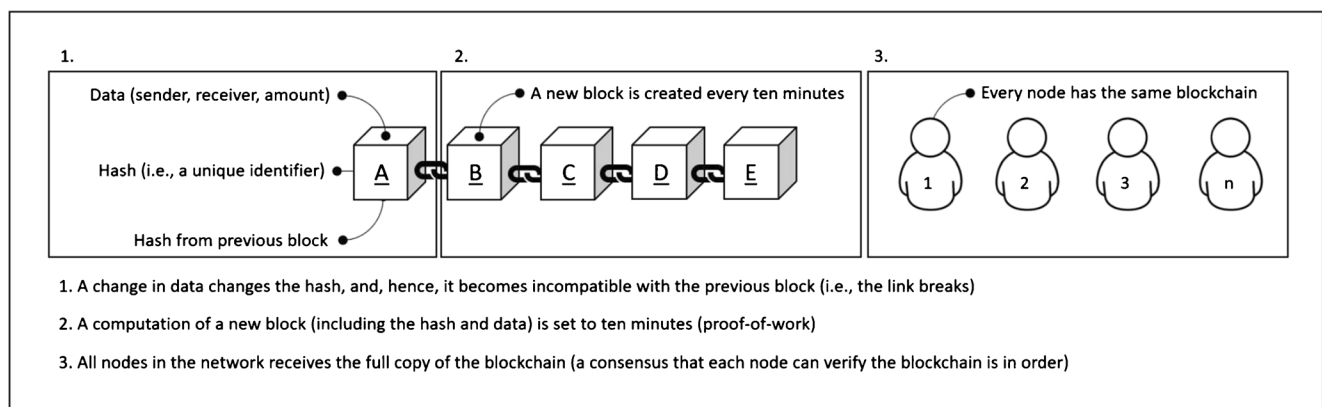 1.
2.
3.
Data (sender, receiver, amount)
A new block is created every ten minutes
Every node has the same blockchain
Hash (i.e., a unique identifier)
A
B
C
D
E
1
2
3
n
Hash from previous block
1. A change in data changes the hash, and, hence, it becomes incompatible with the previous block (i.e., the link breaks)
2. A computation of a new block (including the hash and data) is set to ten minutes (proof-of-work)
3. All nodes in the network receives the full copy of the blockchain (a consensus that each node can verify the blockchain is in order)